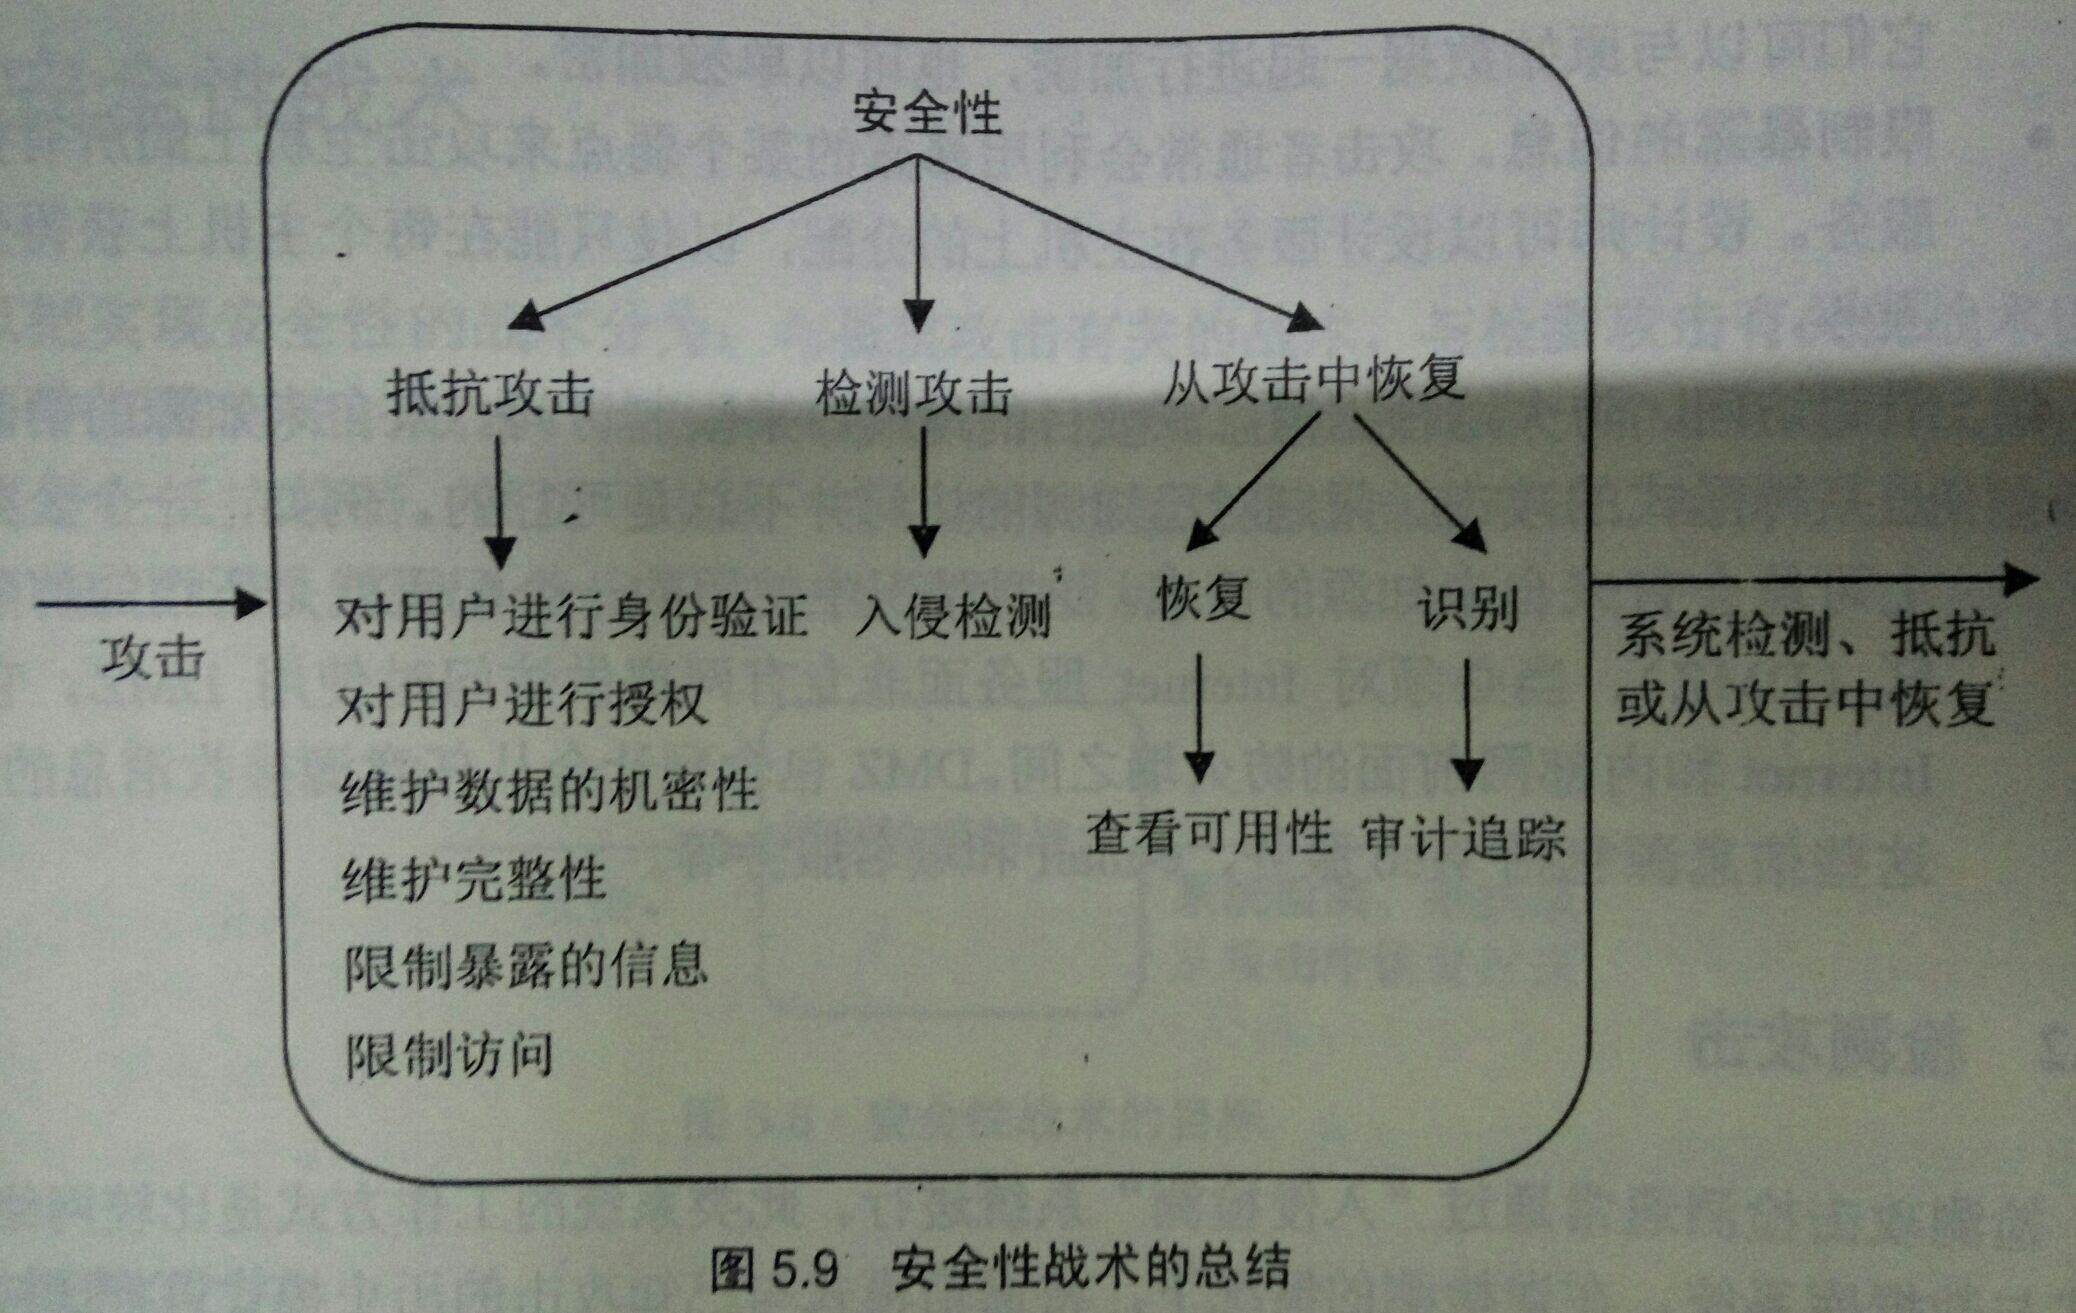 安全性
抵抗攻击 检测攻击 从攻击中恢复
对用户进行身份验证 入侵检测 恢复 识别
攻击
系统检测、抵抗
或从攻击中恢复
对用户进行授权
维护数据的机密性
查看可用性 审计追踪
维护完整性
限制暴露的信息
限制访问
图 5.9 安全性战术的总结